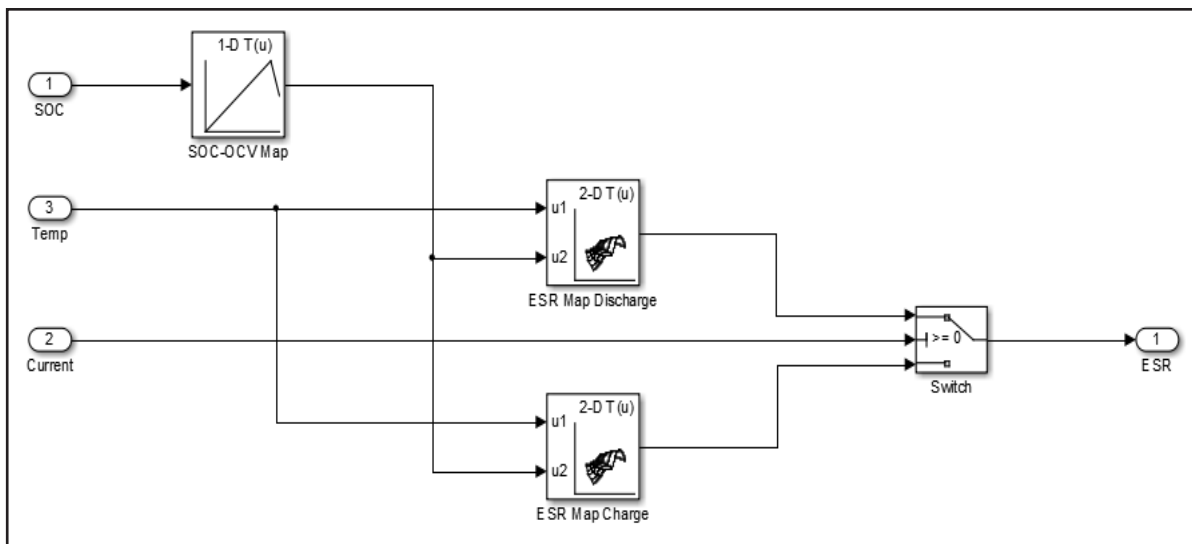 1-D T(u)
1
SOC
SOC-OCV Map
2-D T(u)
3
u1
Temp
u2
ESR Map Discharge
2
>= 0
1
Current
ESR
Switch
2-D T(u)
u1
u2
ESR Map Charge